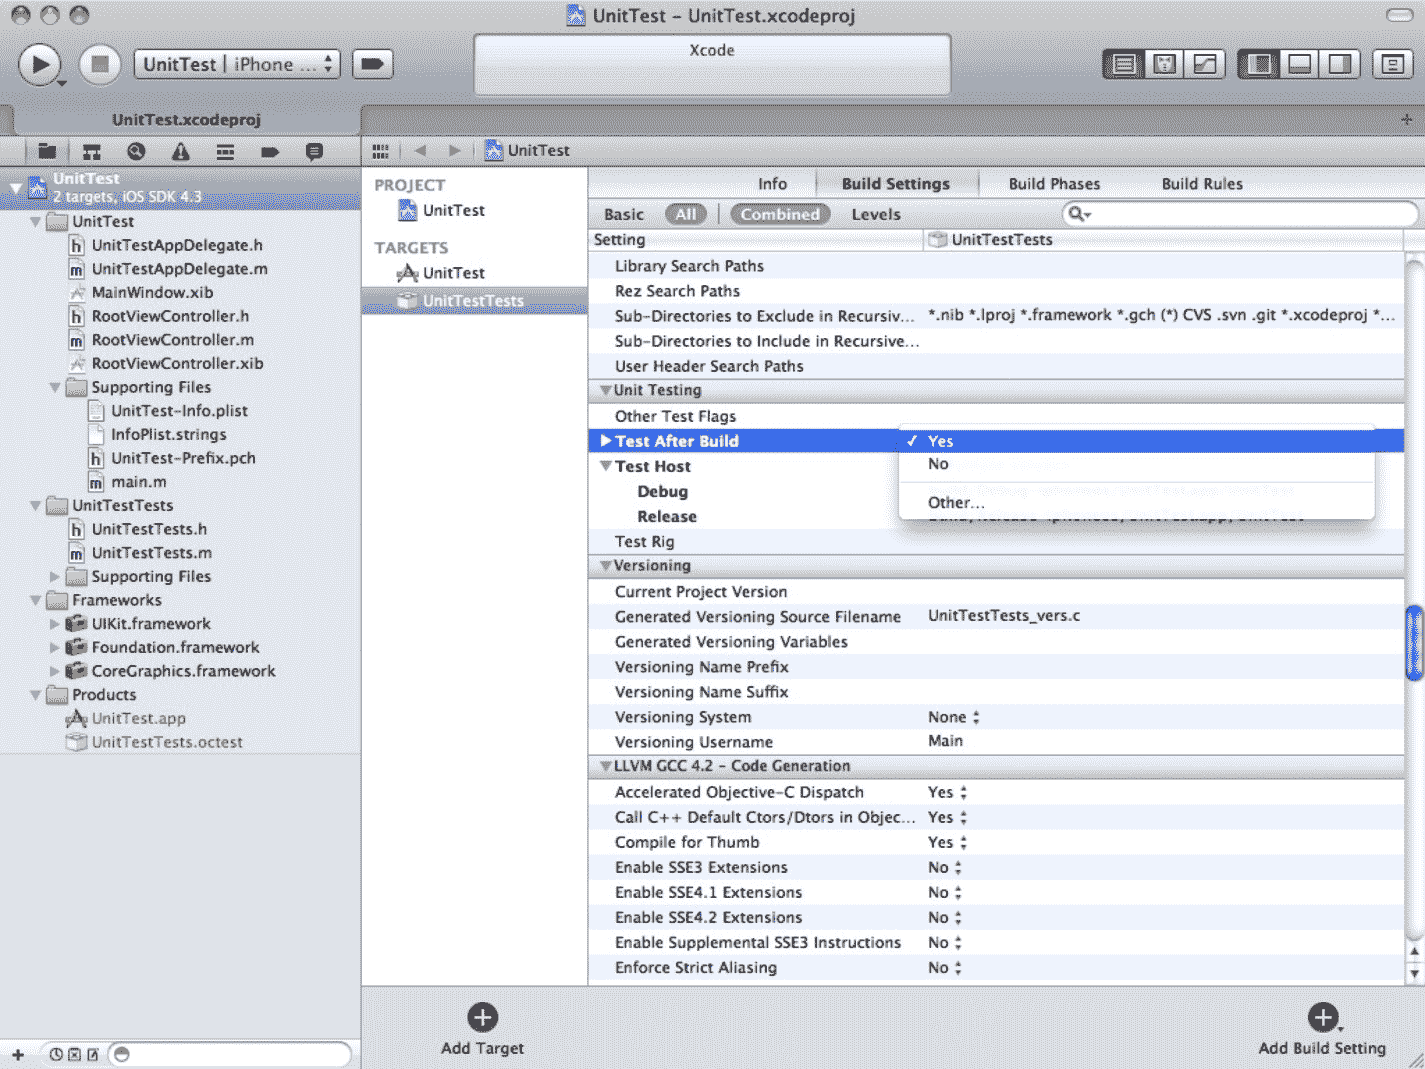 UnitTest – UnitTest.xcodeproj
UnitTest | iPhone ...
Xcode
UnitTest.xcodeproj
UnitTest
UnitTest
2 targets, iOS SDK 4.3
UnitTest
UnitTestAppDelegate.h
UnitTestAppDelegate.m
MainWindow.xib
RootViewController.h
RootViewController.m
RootViewController.xib
Supporting Files
UnitTest-Info.plist
InfoPlist.strings
UnitTest-Prefix.pch
main.m
UnitTestTests
UnitTestTests.h
UnitTestTests.m
Supporting Files
Frameworks
UIKit.framework
Foundation.framework
CoreGraphics.framework
Products
UnitTest.app
UnitTestTests.octest
PROJECT
UnitTest
TARGETS
UnitTest
UnitTestTests
Info Build Settings Build Phases Build Rules
Basic All Combined Levels
Setting UnitTestTests
Library Search Paths
Rez Search Paths
Sub-Directories to Exclude in Recursiv... *.nib *.lproj *.framework *.gch (*) CVS .svn .git *.xcodeproj *...
Sub-Directories to Include in Recursive...
User Header Search Paths
Unit Testing
Other Test Flags
Test After Build ✓ Yes
Test Host No
Debug
Other...
Release
Test Rig
Versioning
Current Project Version
Generated Versioning Source Filename UnitTestTests_vers.c
Generated Versioning Variables
Versioning Name Prefix
Versioning Name Suffix
Versioning System None
Versioning Username Main
LLVM GCC 4.2 – Code Generation
Accelerated Objective-C Dispatch Yes
Call C++ Default Ctors/Dtors in Objec... Yes
Compile for Thumb Yes
Enable SSE3 Extensions No
Enable SSE4.1 Extensions No
Enable SSE4.2 Extensions No
Enable Supplemental SSE3 Instructions No
Enforce Strict Aliasing No
Add Target
Add Build Setting